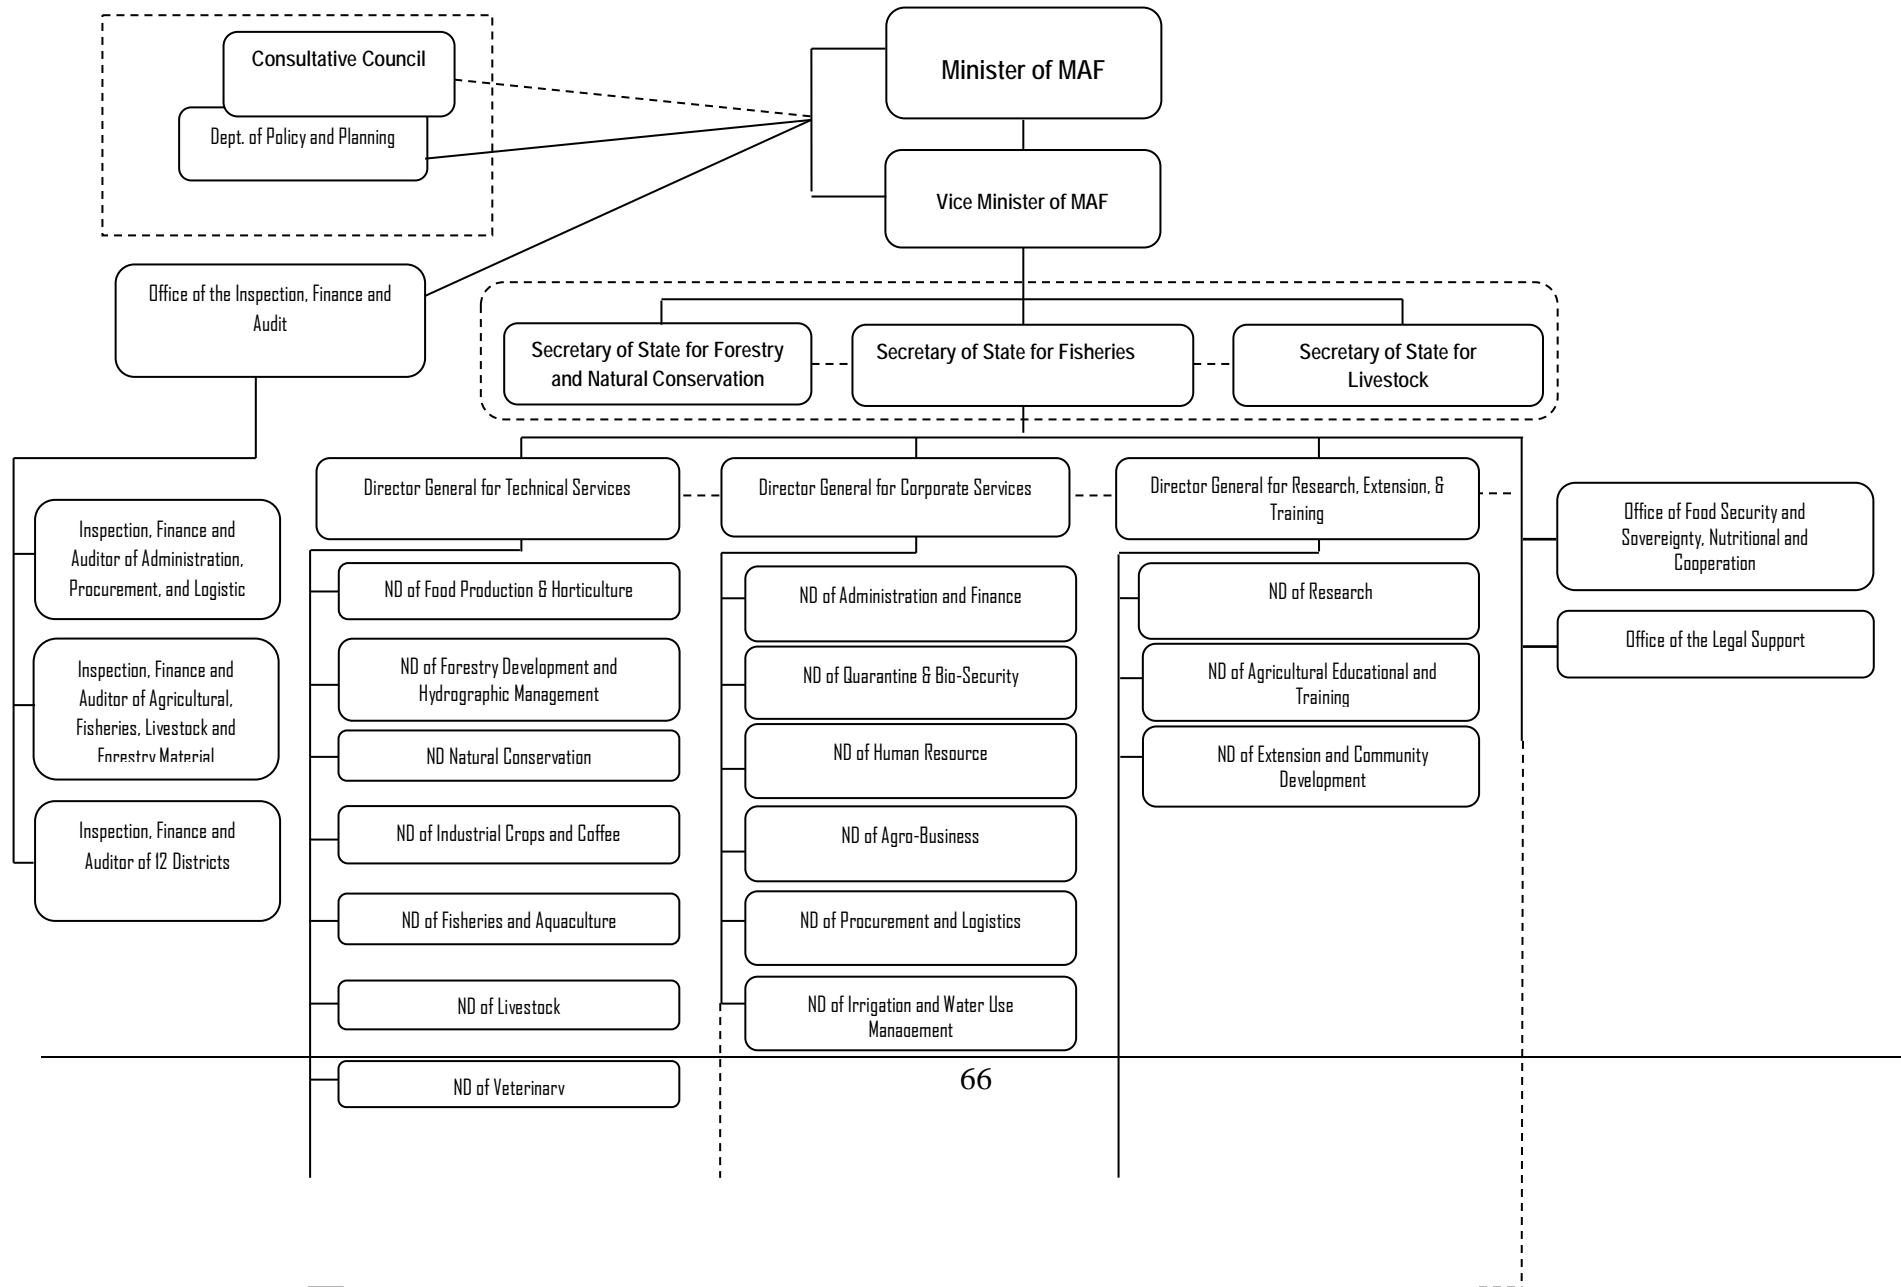 Consultative Council
Dept. of Policy and Planning
Minister of MAF
Vice Minister of MAF
Office of the Inspection, Finance and
Audit
Secretary of State for Forestry
and Natural Conservation
Secretary of State for Fisheries
Secretary of State for
Livestock
Director General for Technical Services
Director General for Corporate Services
Director General for Research, Extension, &
Training
Office of Food Security and
Sovereignty, Nutritional and
Cooperation
Office of the Legal Support
Inspection, Finance and
Auditor of Administration,
Procurement, and Logistic
Inspection, Finance and
Auditor of Agricultural,
Fisheries, Livestock and
Forestry Material
Inspection, Finance and
Auditor of 12 Districts
ND of Food Production & Horticulture
ND of Forestry Development and
Hydrographic Management
ND Natural Conservation
ND of Industrial Crops and Coffee
ND of Fisheries and Aquaculture
ND of Livestock
ND of Veterinary
ND of Administration and Finance
ND of Quarantine & Bio-Security
ND of Human Resource
ND of Agro-Business
ND of Procurement and Logistics
ND of Irrigation and Water Use
Management
ND of Research
ND of Agricultural Educational and
Training
ND of Extension and Community
Development
66